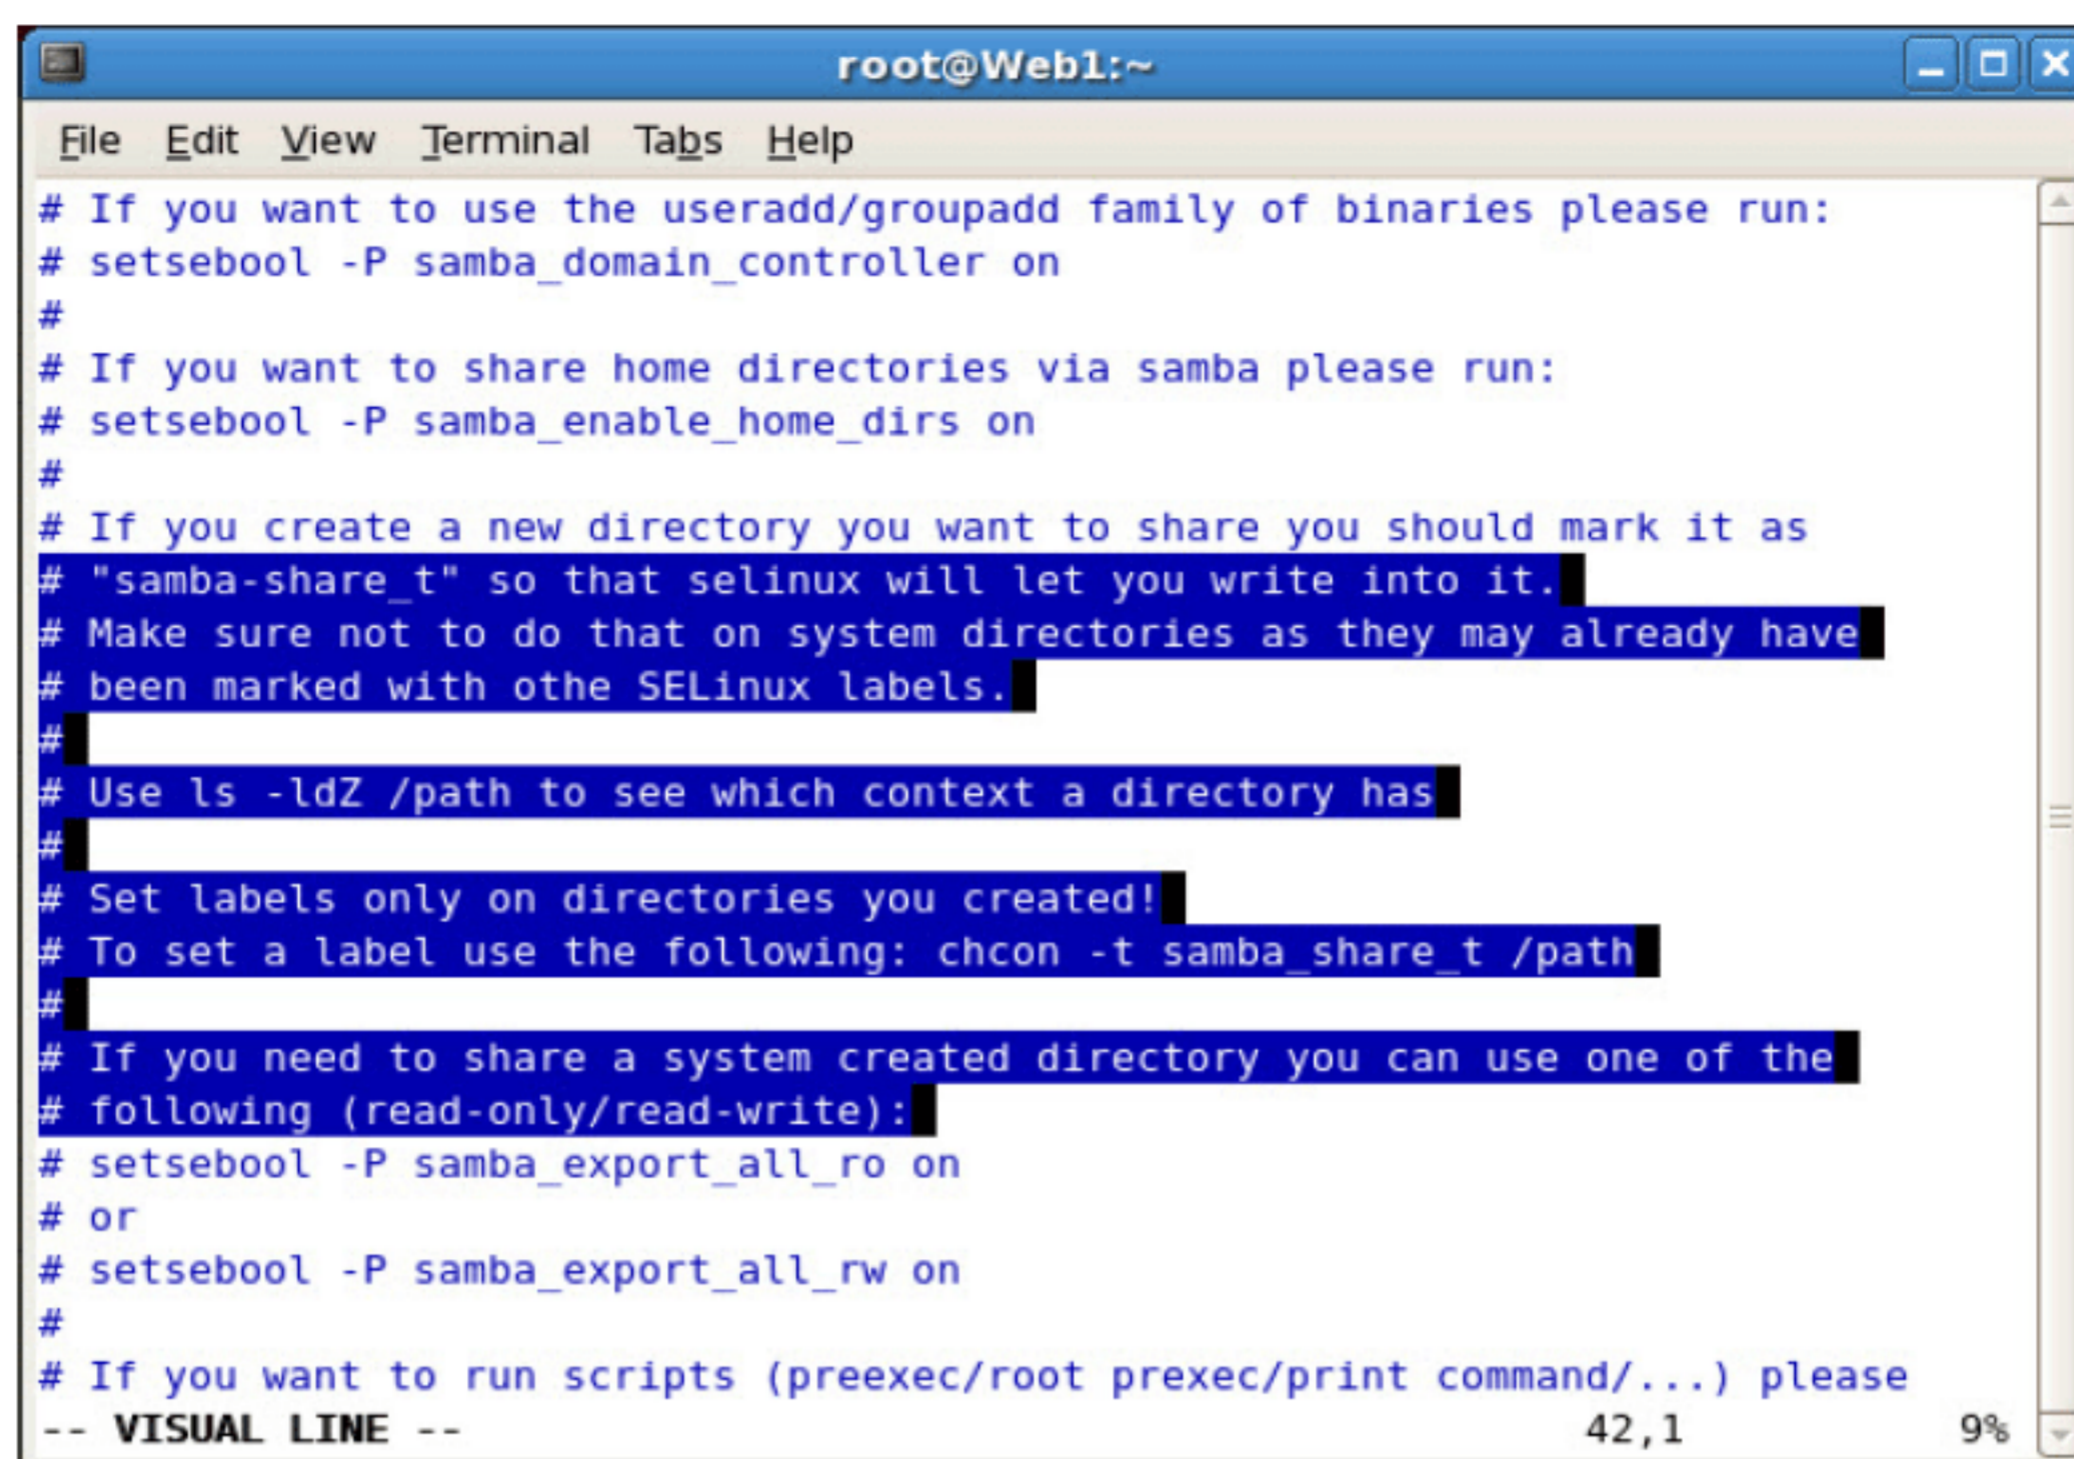 root@Web1:~
File Edit View Terminal Tabs Help
# If you want to use the useradd/groupadd family of binaries please run:
# setsebool -P samba_domain_controller on
#
# If you want to share home directories via samba please run:
# setsebool -P samba_enable_home_dirs on
#
# If you create a new directory you want to share you should mark it as
# "samba-share_t" so that selinux will let you write into it.
# Make sure not to do that on system directories as they may already have
# been marked with othe SELinux labels.
#
# Use ls -ldZ /path to see which context a directory has
#
# Set labels only on directories you created!
# To set a label use the following: chcon -t samba_share_t /path
#
# If you need to share a system created directory you can use one of the
# following (read-only/read-write):
# setsebool -P samba_export_all_ro on
# or
# setsebool -P samba_export_all_rw on
#
# If you want to run scripts (preexec/root prexec/print command/...) please
-- VISUAL LINE -- 42,1 9%